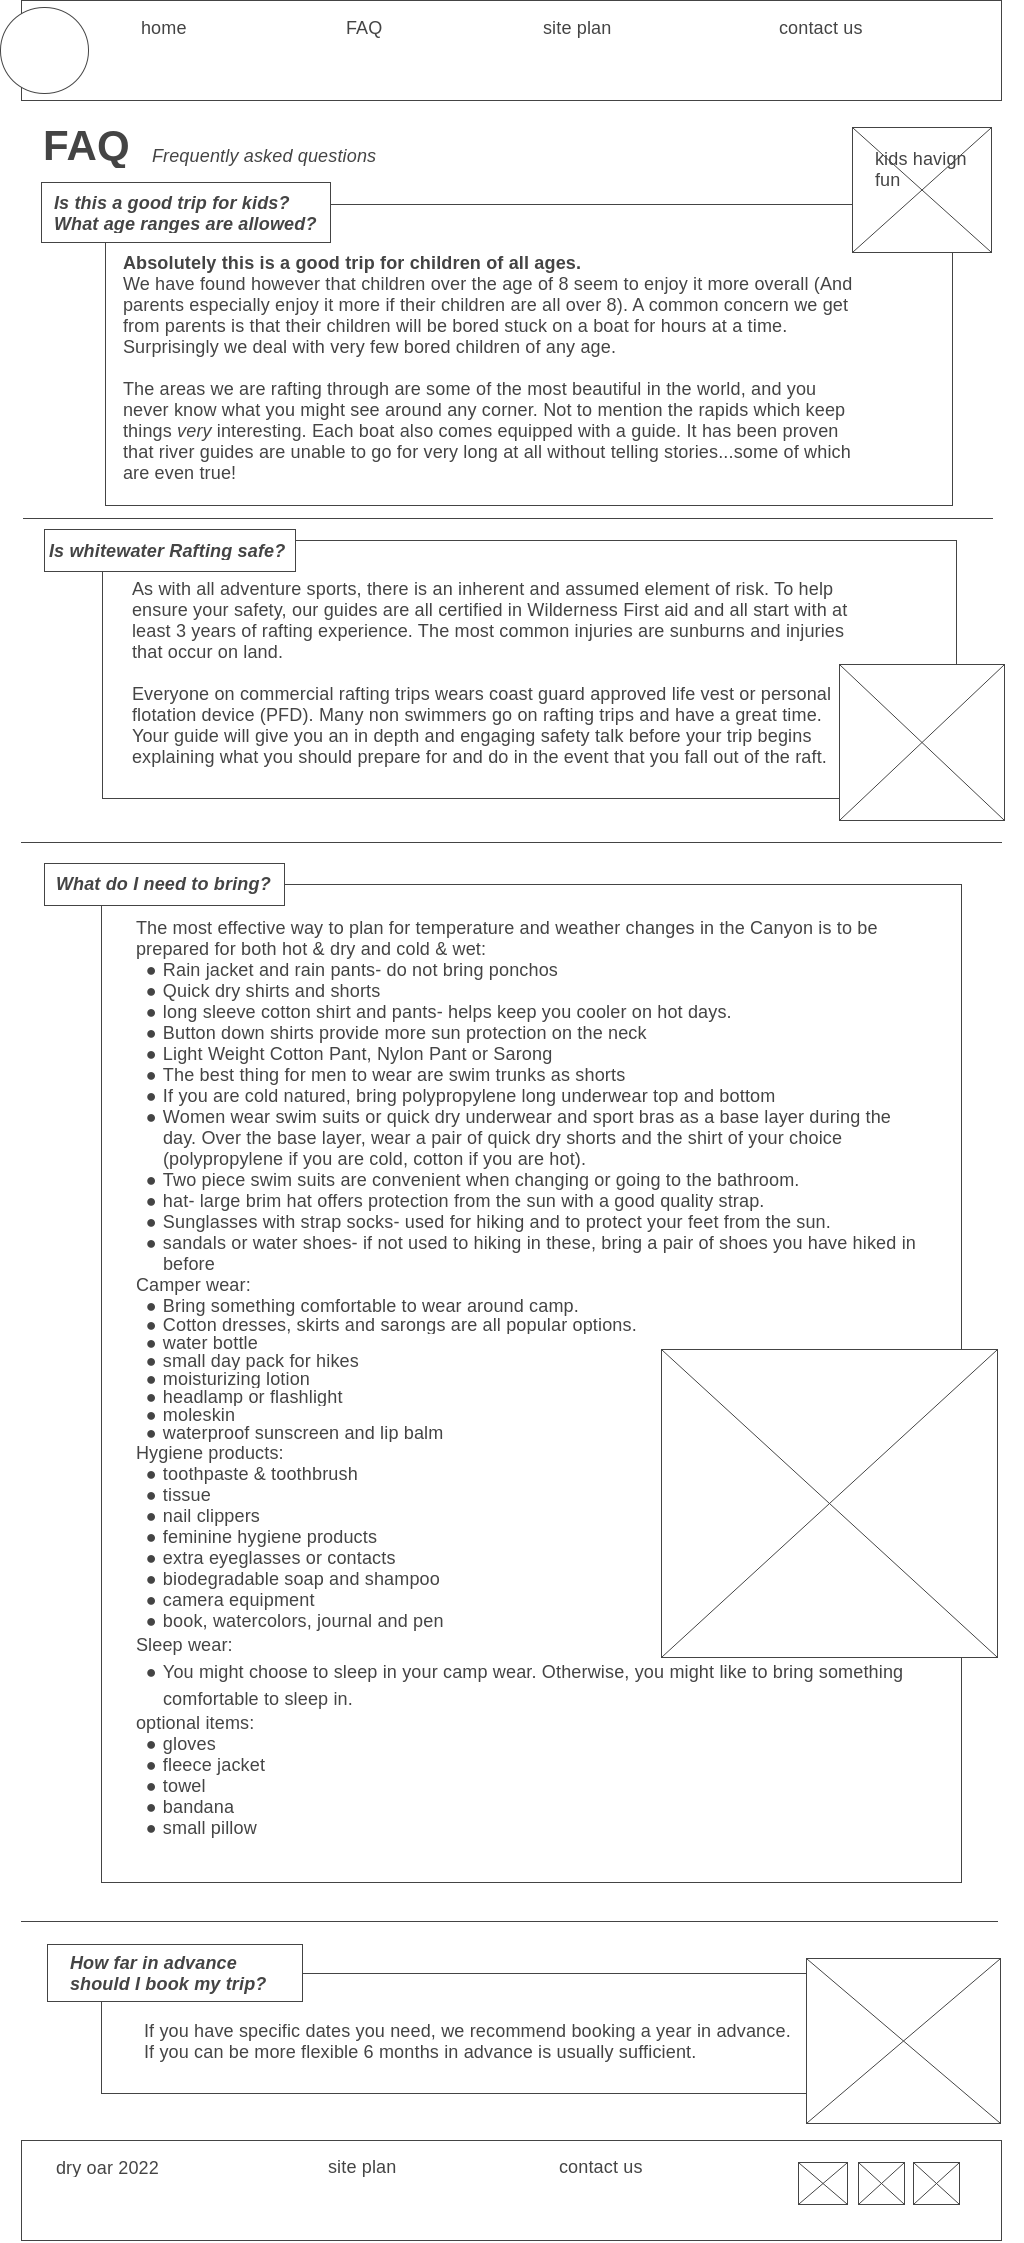 home FAQ site plan contact us
FAQ Frequently asked questions
kids havign
fun
Is this a good trip for kids?
What age ranges are allowed?
Absolutely this is a good trip for children of all ages.
We have found however that children over the age of 8 seem to enjoy it more overall (And
parents especially enjoy it more if their children are all over 8). A common concern we get
from parents is that their children will be bored stuck on a boat for hours at a time.
Surprisingly we deal with very few bored children of any age.
The areas we are rafting through are some of the most beautiful in the world, and you
never know what you might see around any corner. Not to mention the rapids which keep
things very interesting. Each boat also comes equipped with a guide. It has been proven
that river guides are unable to go for very long at all without telling stories...some of which
are even true!
Is whitewater Rafting safe?
As with all adventure sports, there is an inherent and assumed element of risk. To help
ensure your safety, our guides are all certified in Wilderness First aid and all start with at
least 3 years of rafting experience. The most common injuries are sunburns and injuries
that occur on land.
Everyone on commercial rafting trips wears coast guard approved life vest or personal
flotation device (PFD). Many non swimmers go on rafting trips and have a great time.
Your guide will give you an in depth and engaging safety talk before your trip begins
explaining what you should prepare for and do in the event that you fall out of the raft.
What do I need to bring?
The most effective way to plan for temperature and weather changes in the Canyon is to be
prepared for both hot & dry and cold & wet:
● Rain jacket and rain pants- do not bring ponchos
● Quick dry shirts and shorts
● long sleeve cotton shirt and pants- helps keep you cooler on hot days.
● Button down shirts provide more sun protection on the neck
● Light Weight Cotton Pant, Nylon Pant or Sarong
● The best thing for men to wear are swim trunks as shorts
● If you are cold natured, bring polypropylene long underwear top and bottom
● Women wear swim suits or quick dry underwear and sport bras as a base layer during the
day. Over the base layer, wear a pair of quick dry shorts and the shirt of your choice
(polypropylene if you are cold, cotton if you are hot).
● Two piece swim suits are convenient when changing or going to the bathroom.
● hat- large brim hat offers protection from the sun with a good quality strap.
● Sunglasses with strap socks- used for hiking and to protect your feet from the sun.
● sandals or water shoes- if not used to hiking in these, bring a pair of shoes you have hiked in
before
Camper wear:
● Bring something comfortable to wear around camp.
● Cotton dresses, skirts and sarongs are all popular options.
● water bottle
● small day pack for hikes
● moisturizing lotion
● headlamp or flashlight
● moleskin
● waterproof sunscreen and lip balm
Hygiene products:
● toothpaste & toothbrush
● tissue
● nail clippers
● feminine hygiene products
● extra eyeglasses or contacts
● biodegradable soap and shampoo
● camera equipment
● book, watercolors, journal and pen
Sleep wear:
● You might choose to sleep in your camp wear. Otherwise, you might like to bring something
comfortable to sleep in.
optional items:
● gloves
● fleece jacket
● towel
● bandana
● small pillow
How far in advance
should I book my trip?
If you have specific dates you need, we recommend booking a year in advance.
If you can be more flexible 6 months in advance is usually sufficient.
dry oar 2022 site plan contact us